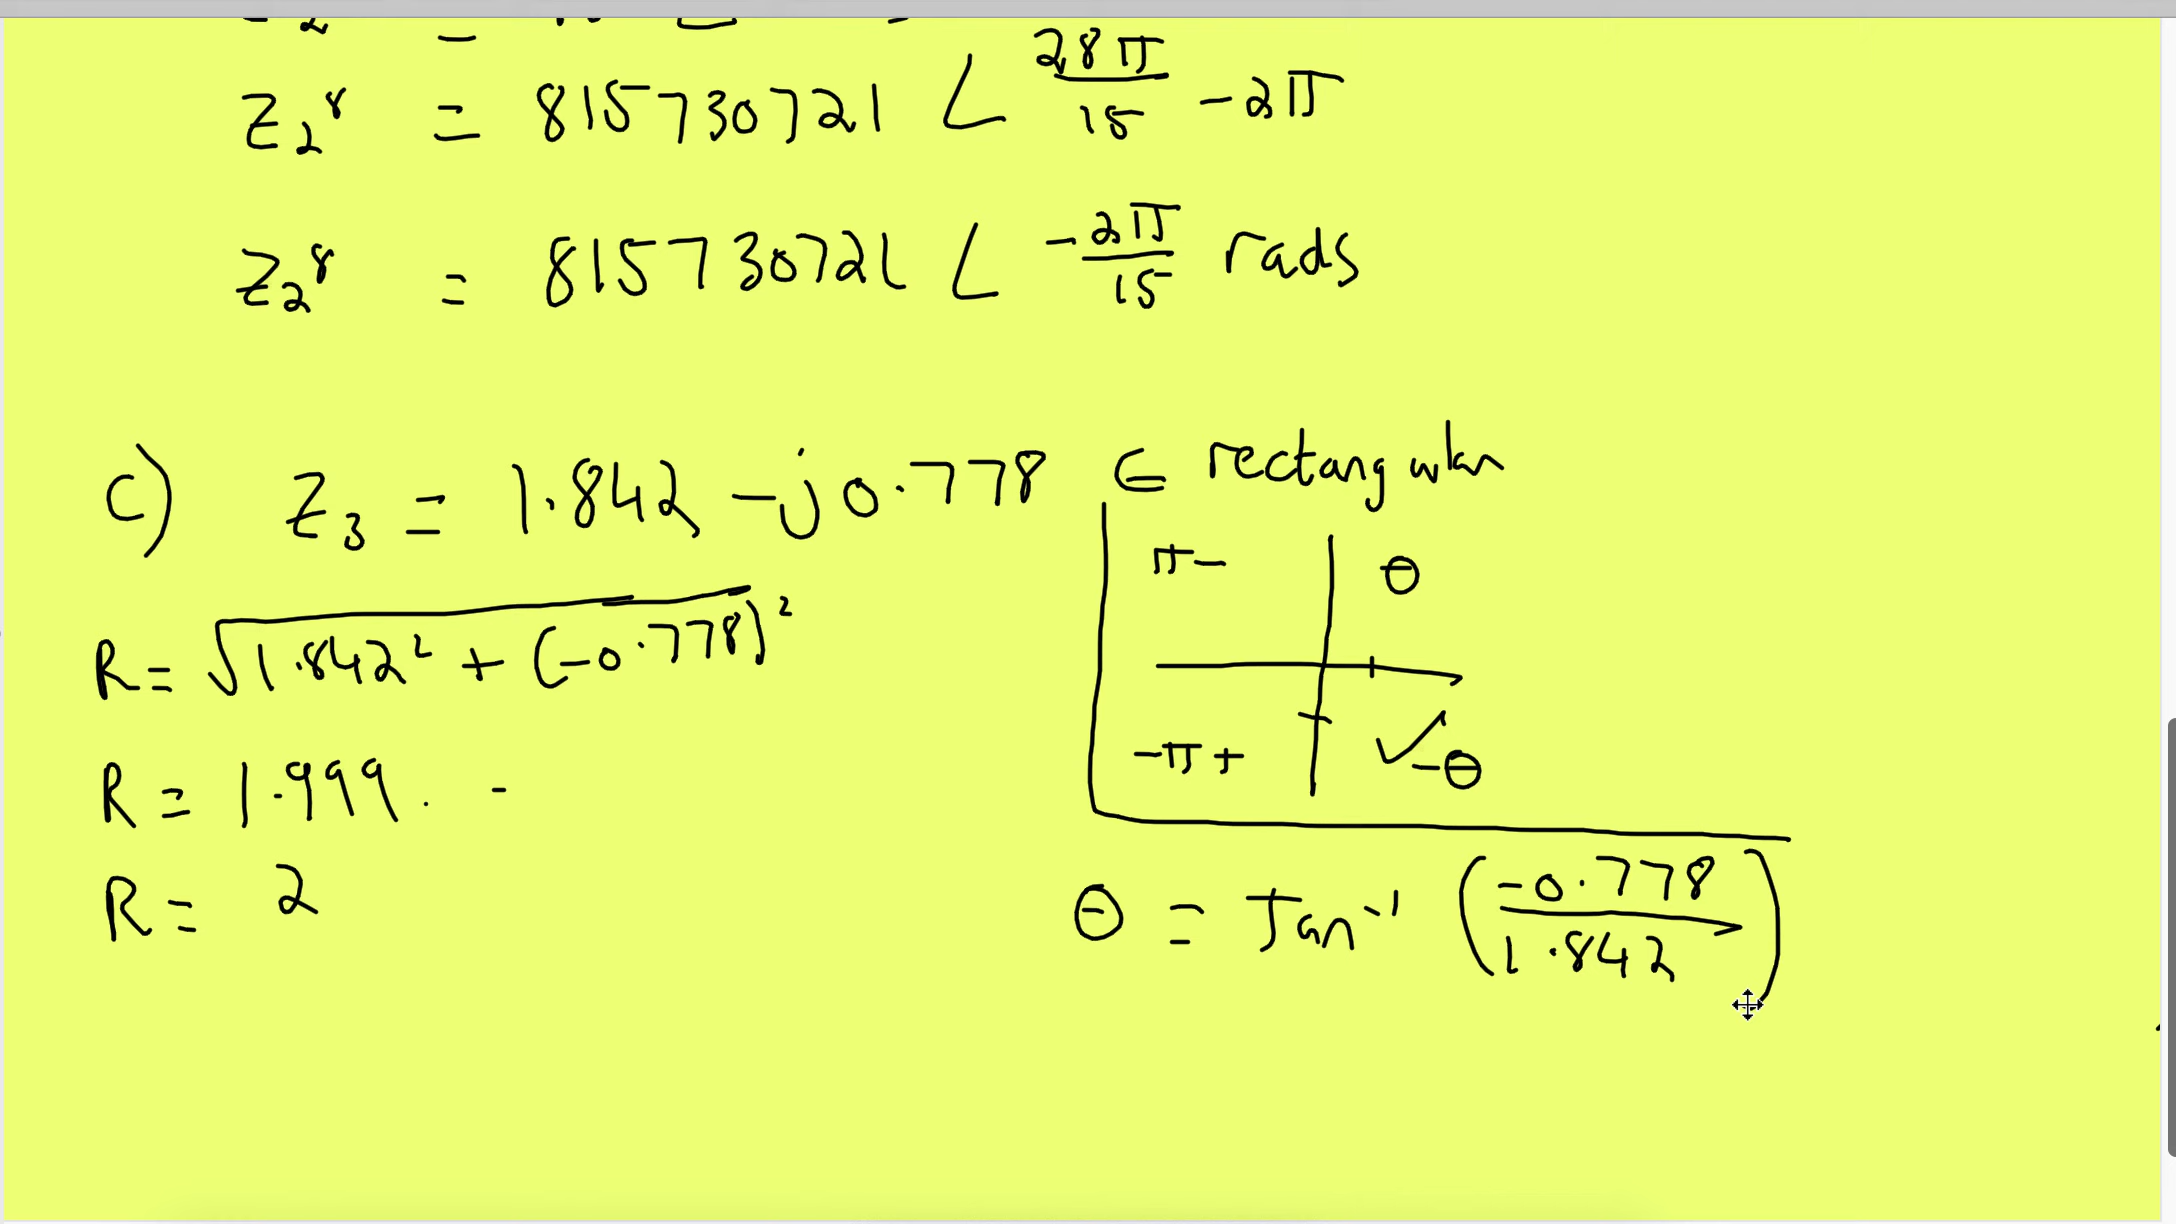 Z₂⁸ = 815730721 ∠ 28π/15 - 2π
Z₂⁸ = 815730721 ∠ -2π/15 rads
C) Z₃ = 1.842 - j0.778 ⊂= rectangular
π- θ
-π+ ✓-θ
R = √1.842² + (-0.778)²
R = 1.999. -
R = 2
θ = Tan⁻¹ (-0.778/1.842)